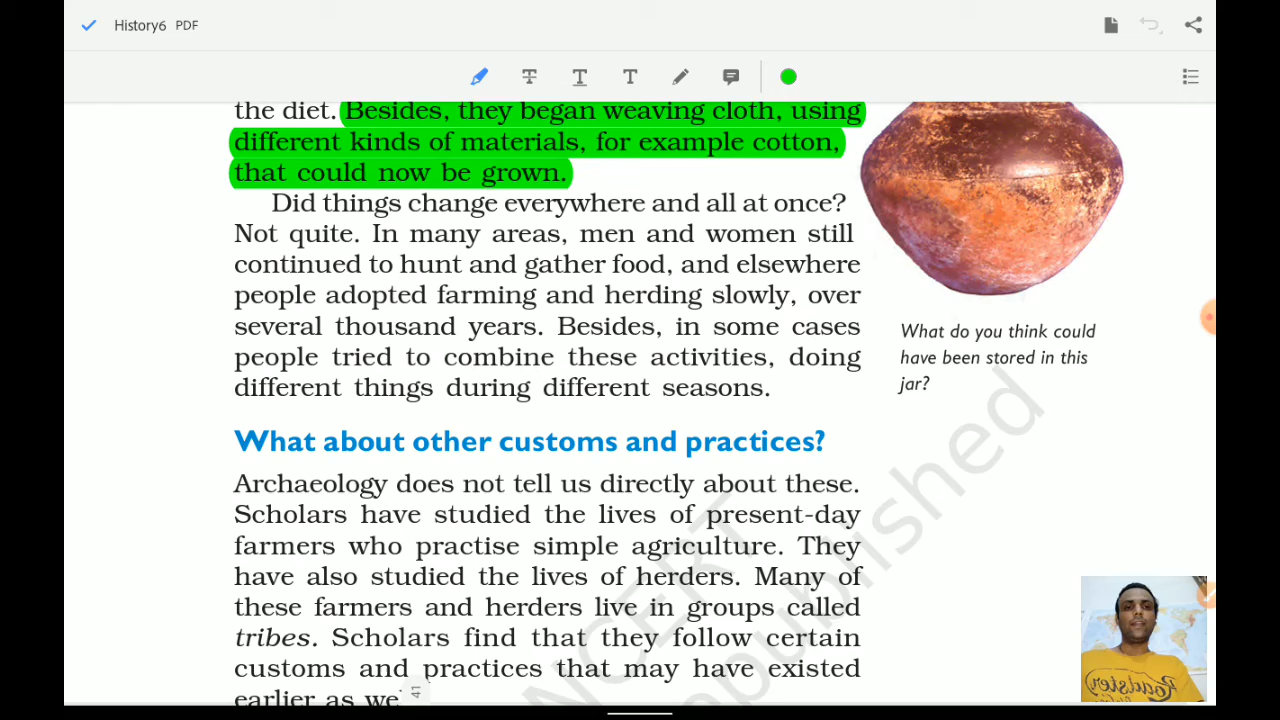 History6 PDF
the diet. Besides, they began weaving cloth, using
different kinds of materials, for example cotton,
that could now be grown.
Did things change everywhere and all at once?
Not quite. In many areas, men and women still
continued to hunt and gather food, and elsewhere
people adopted farming and herding slowly, over
several thousand years. Besides, in some cases
people tried to combine these activities, doing
different things during different seasons.
What do you think could
have been stored in this
jar?
What about other customs and practices?
Archaeology does not tell us directly about these.
Scholars have studied the lives of present-day
farmers who practise simple agriculture. They
have also studied the lives of herders. Many of
these farmers and herders live in groups called
tribes. Scholars find that they follow certain
customs and practices that may have existed
earlier as we
41
NCERT
republished
Roadster